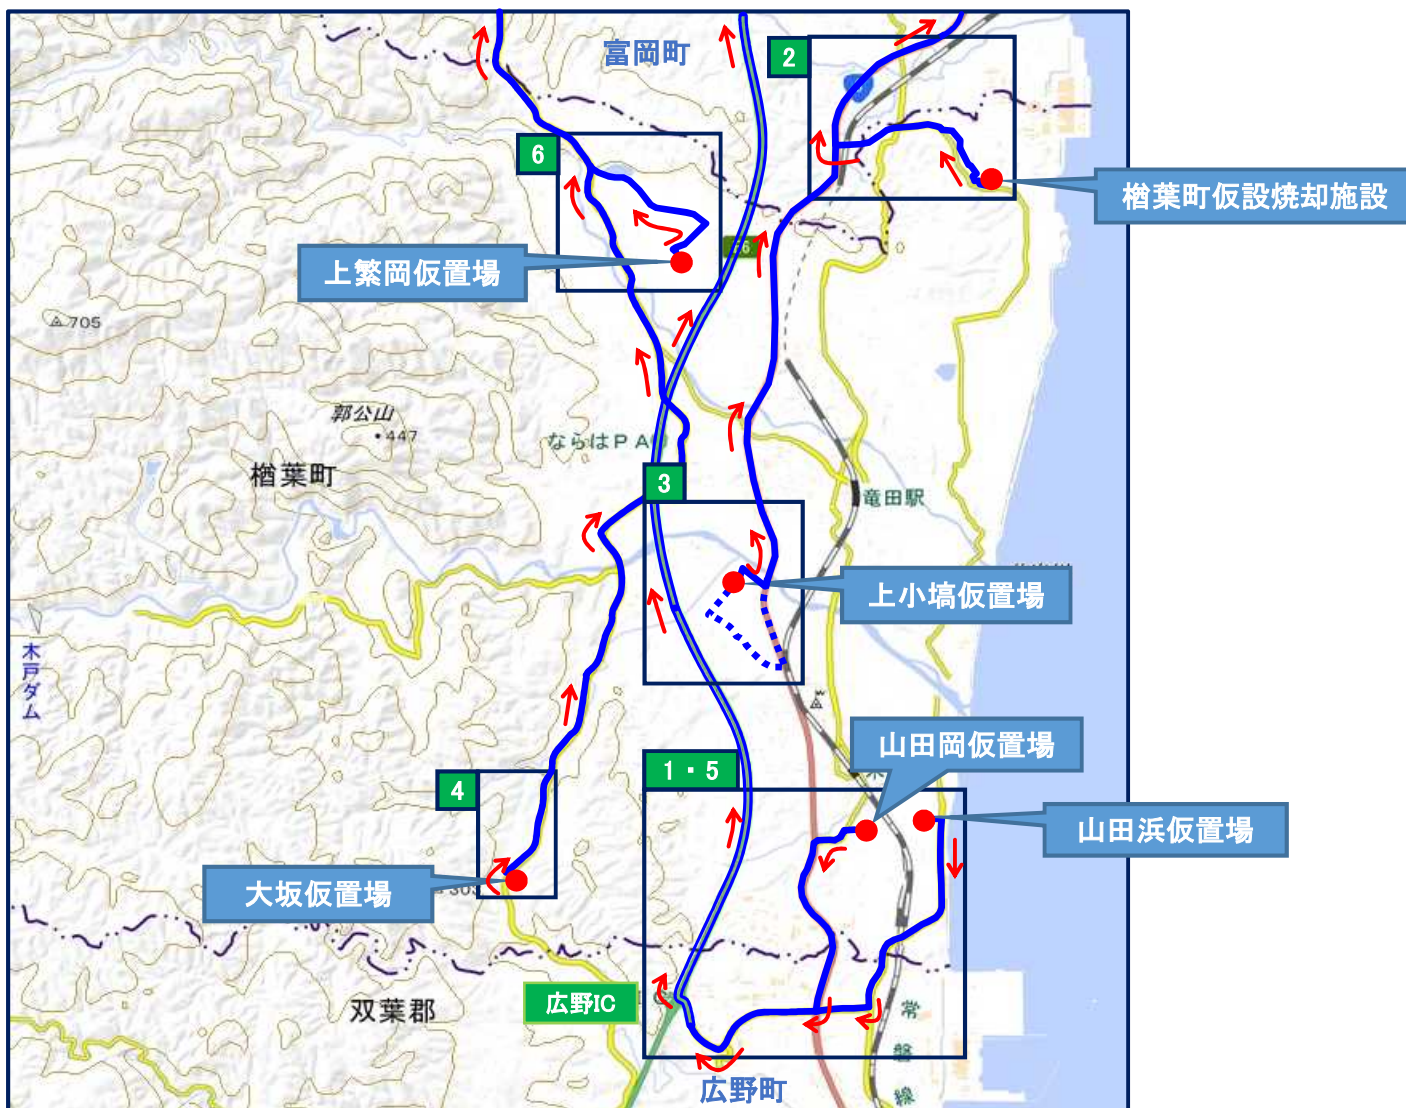 富岡町
2
6
楢葉町仮設焼却施設
上繁岡仮置場
705
郭公山
・447
ならはPA
楢葉町
3
竜田駅
上小塙仮置場
木戸ダム
山田岡仮置場
1・5
4
山田浜仮置場
大坂仮置場
広野IC
双葉郡
常磐線
広野町